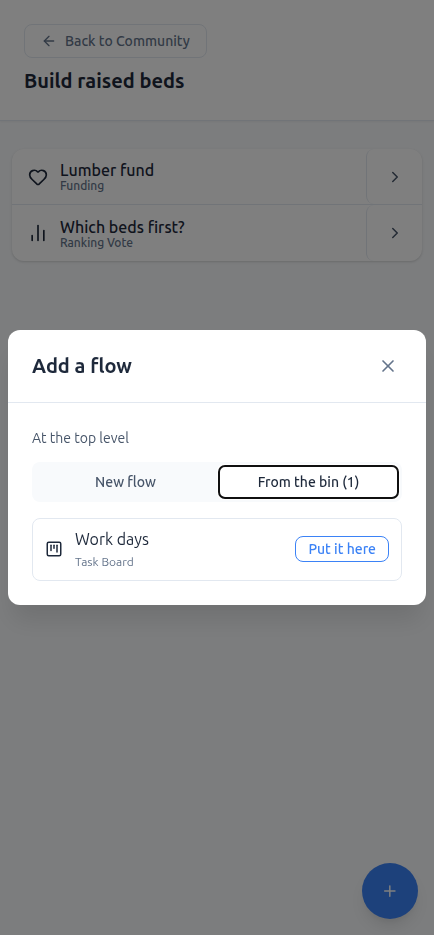 Back to Community
Build raised beds
Lumber fund
Funding
Which beds first?
Ranking Vote
Add a flow
At the top level
New flow
From the bin (1)
Work days
Task Board
Put it here